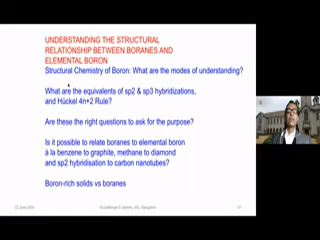 UNDERSTANDING THE STRUCTURAL
RELATIONSHIP BETWEEN BORANES AND
ELEMENTAL BORON
Structural Chemistry of Boron: What are the modes of understanding?
What are the equivalents of sp2 & sp3 hybridizations,
and Hückel 4n+2 Rule?
Are these the right questions to ask for the purpose?
Is it possible to relate boranes to elemental boron
à la benzene to graphite, methane to diamond
and sp2 hybridisation to carbon nanotubes?
Boron-rich solids vs boranes